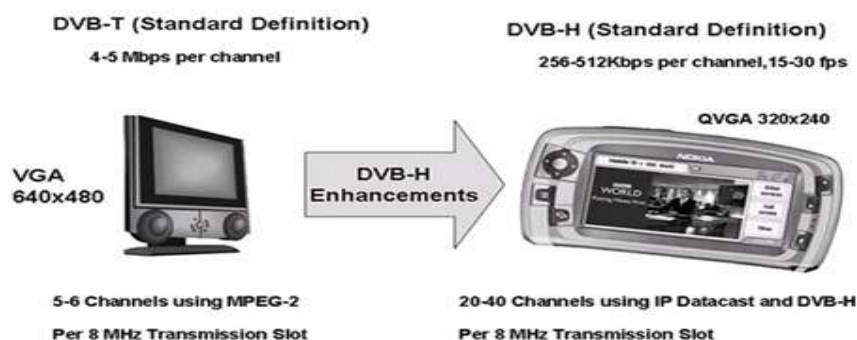 DVB-T (Standard Definition)
4-5 Mbps per channel
DVB-H (Standard Definition)
256-512Kbps per channel,15-30 fps
QVGA 320x240
VGA
640x480
DVB-H
Enhancements
NOKIA
WORLD
5-6 Channels using MPEG-2
Per 8 MHz Transmission Slot
20-40 Channels using IP Datacast and DVB-H
Per 8 MHz Transmission Slot